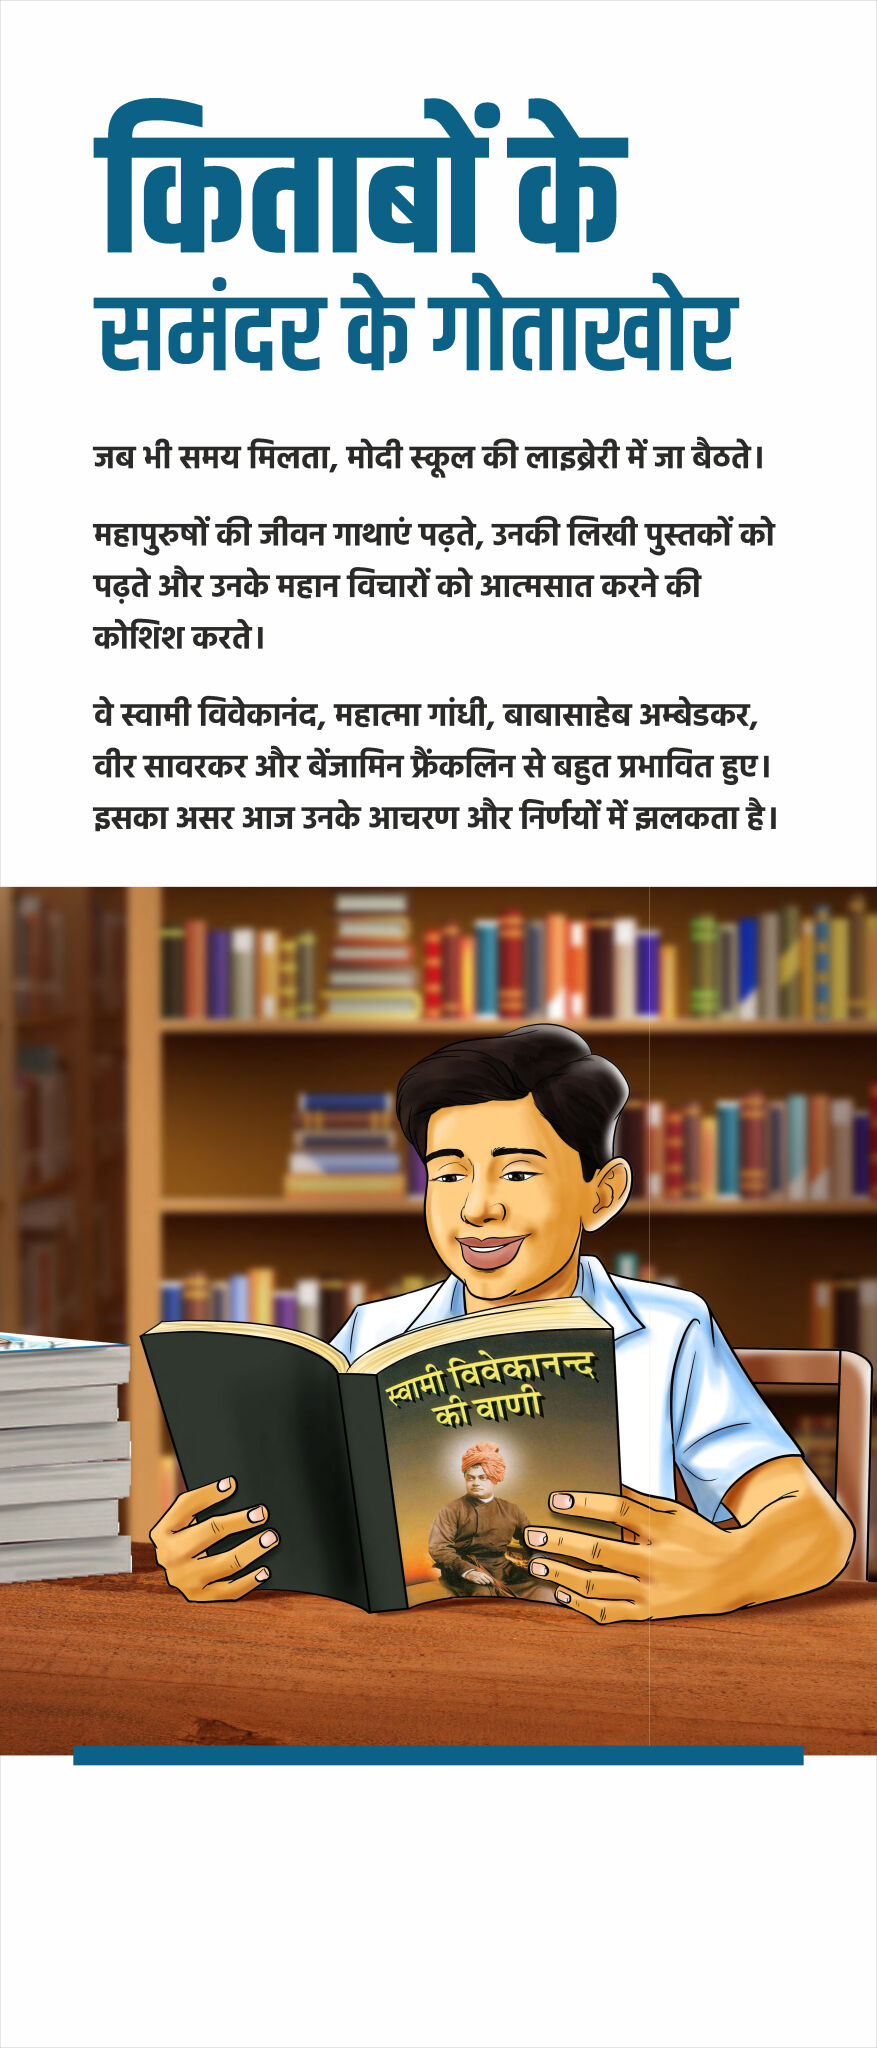 किताबों के
समंदर के गोताखोर
जब भी समय मिलता, मोदी स्कूल की लाइब्रेरी में जा बैठते।
महापुरुषों की जीवन गाथाएं पढ़ते, उनकी लिखी पुस्तकों को
पढ़ते और उनके महान विचारों को आत्मसात करने की
कोशिश करते।
वे स्वामी विवेकानंद, महात्मा गांधी, बाबासाहेब अम्बेडकर,
वीर सावरकर और बेंजामिन फ्रैंकलिन से बहुत प्रभावित हुए।
इसका असर आज उनके आचरण और निर्णयों में झलकता है।
स्वामी विवेकानन्द
की वाणी